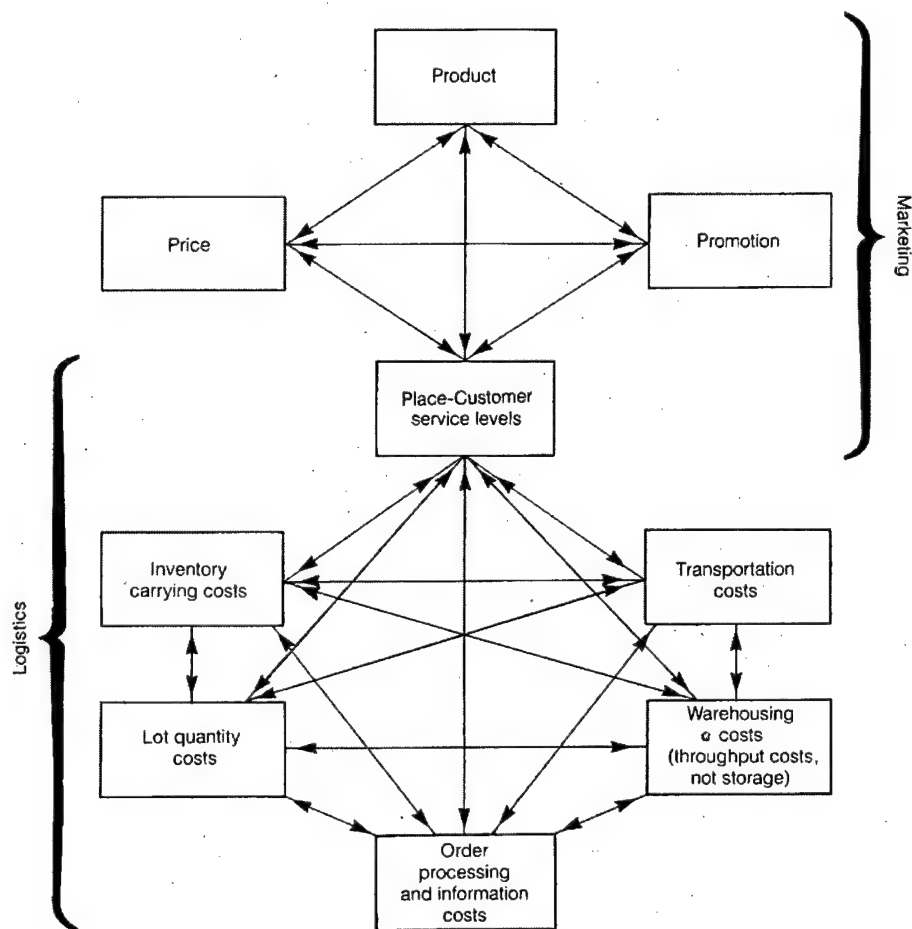 Product
Price
Promotion
Marketing
Place-Customer
service levels
Inventory
carrying costs
Transportation
costs
Logistics
Lot quantity
costs
Warehousing
costs
(throughput costs,
not storage)
Order
processing
and information
costs